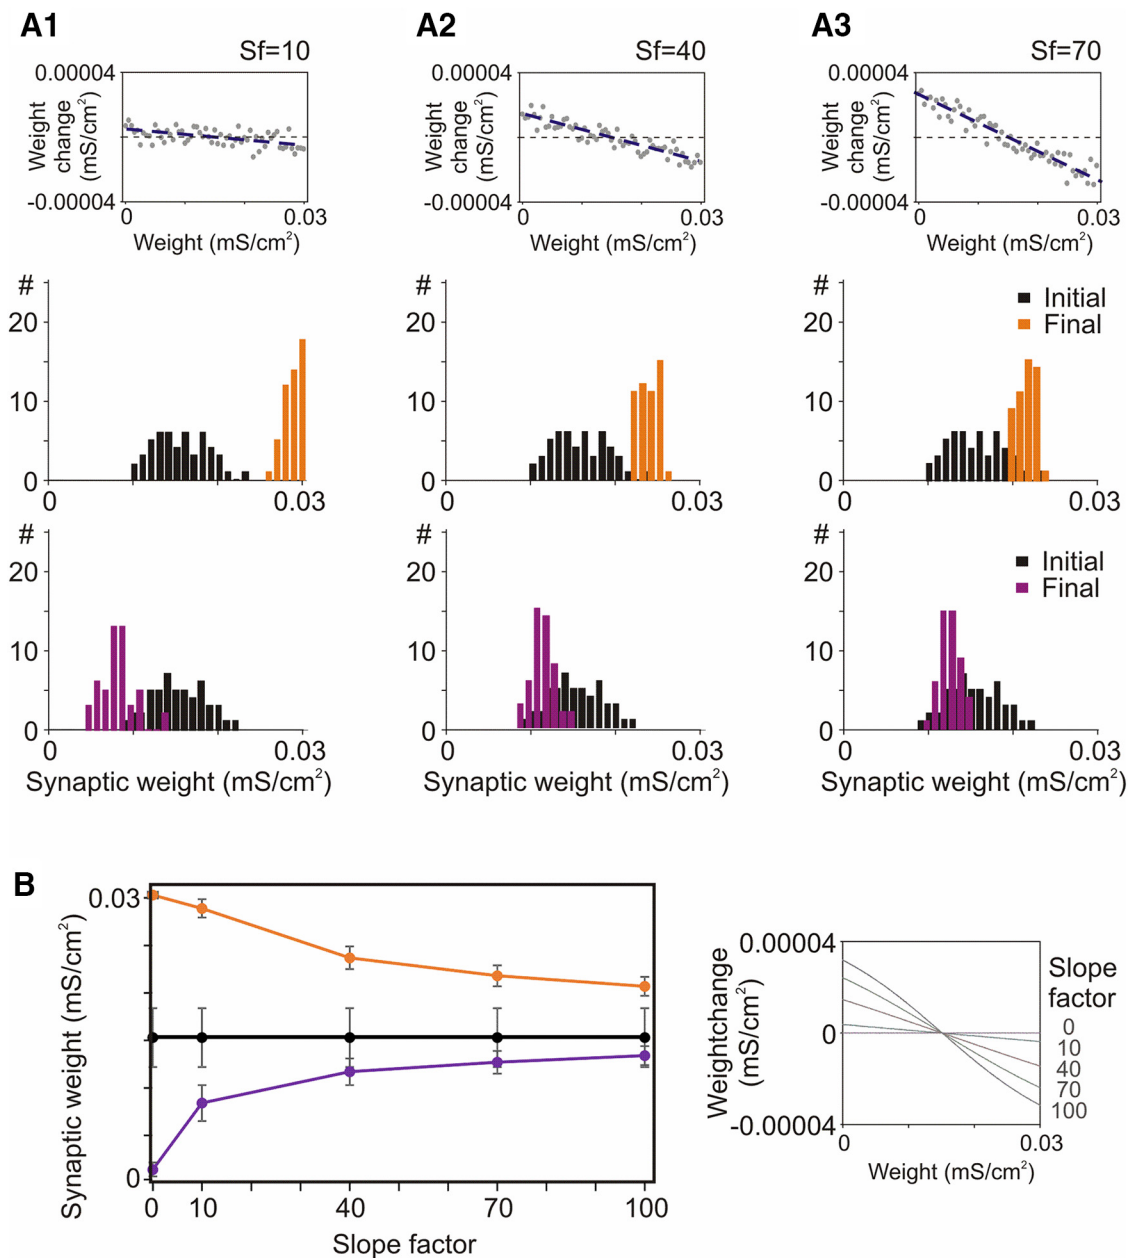 A1
A2
A3
Sf=10
Sf=40
Sf=70
0.00004
-0.00004
Weight
change
(mS/cm²)
0
0.03
Weight (mS/cm²)
0.00004
-0.00004
Weight
change
(mS/cm²)
0
0.03
Weight (mS/cm²)
0.00004
-0.00004
Weight
change
(mS/cm²)
0
0.03
Weight (mS/cm²)
#
20
10
0
0
0.03
#
20
10
0
0
0.03
#
20
10
0
0
0.03
Initial
Final
#
20
10
0
0
0.03
Synaptic weight (mS/cm²)
#
20
10
0
0
0.03
Synaptic weight (mS/cm²)
#
20
10
0
0
0.03
Synaptic weight (mS/cm²)
Initial
Final
B
0.03
0
Synaptic weight (mS/cm²)
0 10 40 70 100
Slope factor
0.00004
0
-0.00004
Weightchange
(mS/cm²)
0
0.03
Weight (mS/cm²)
Slope
factor
0
10
40
70
100